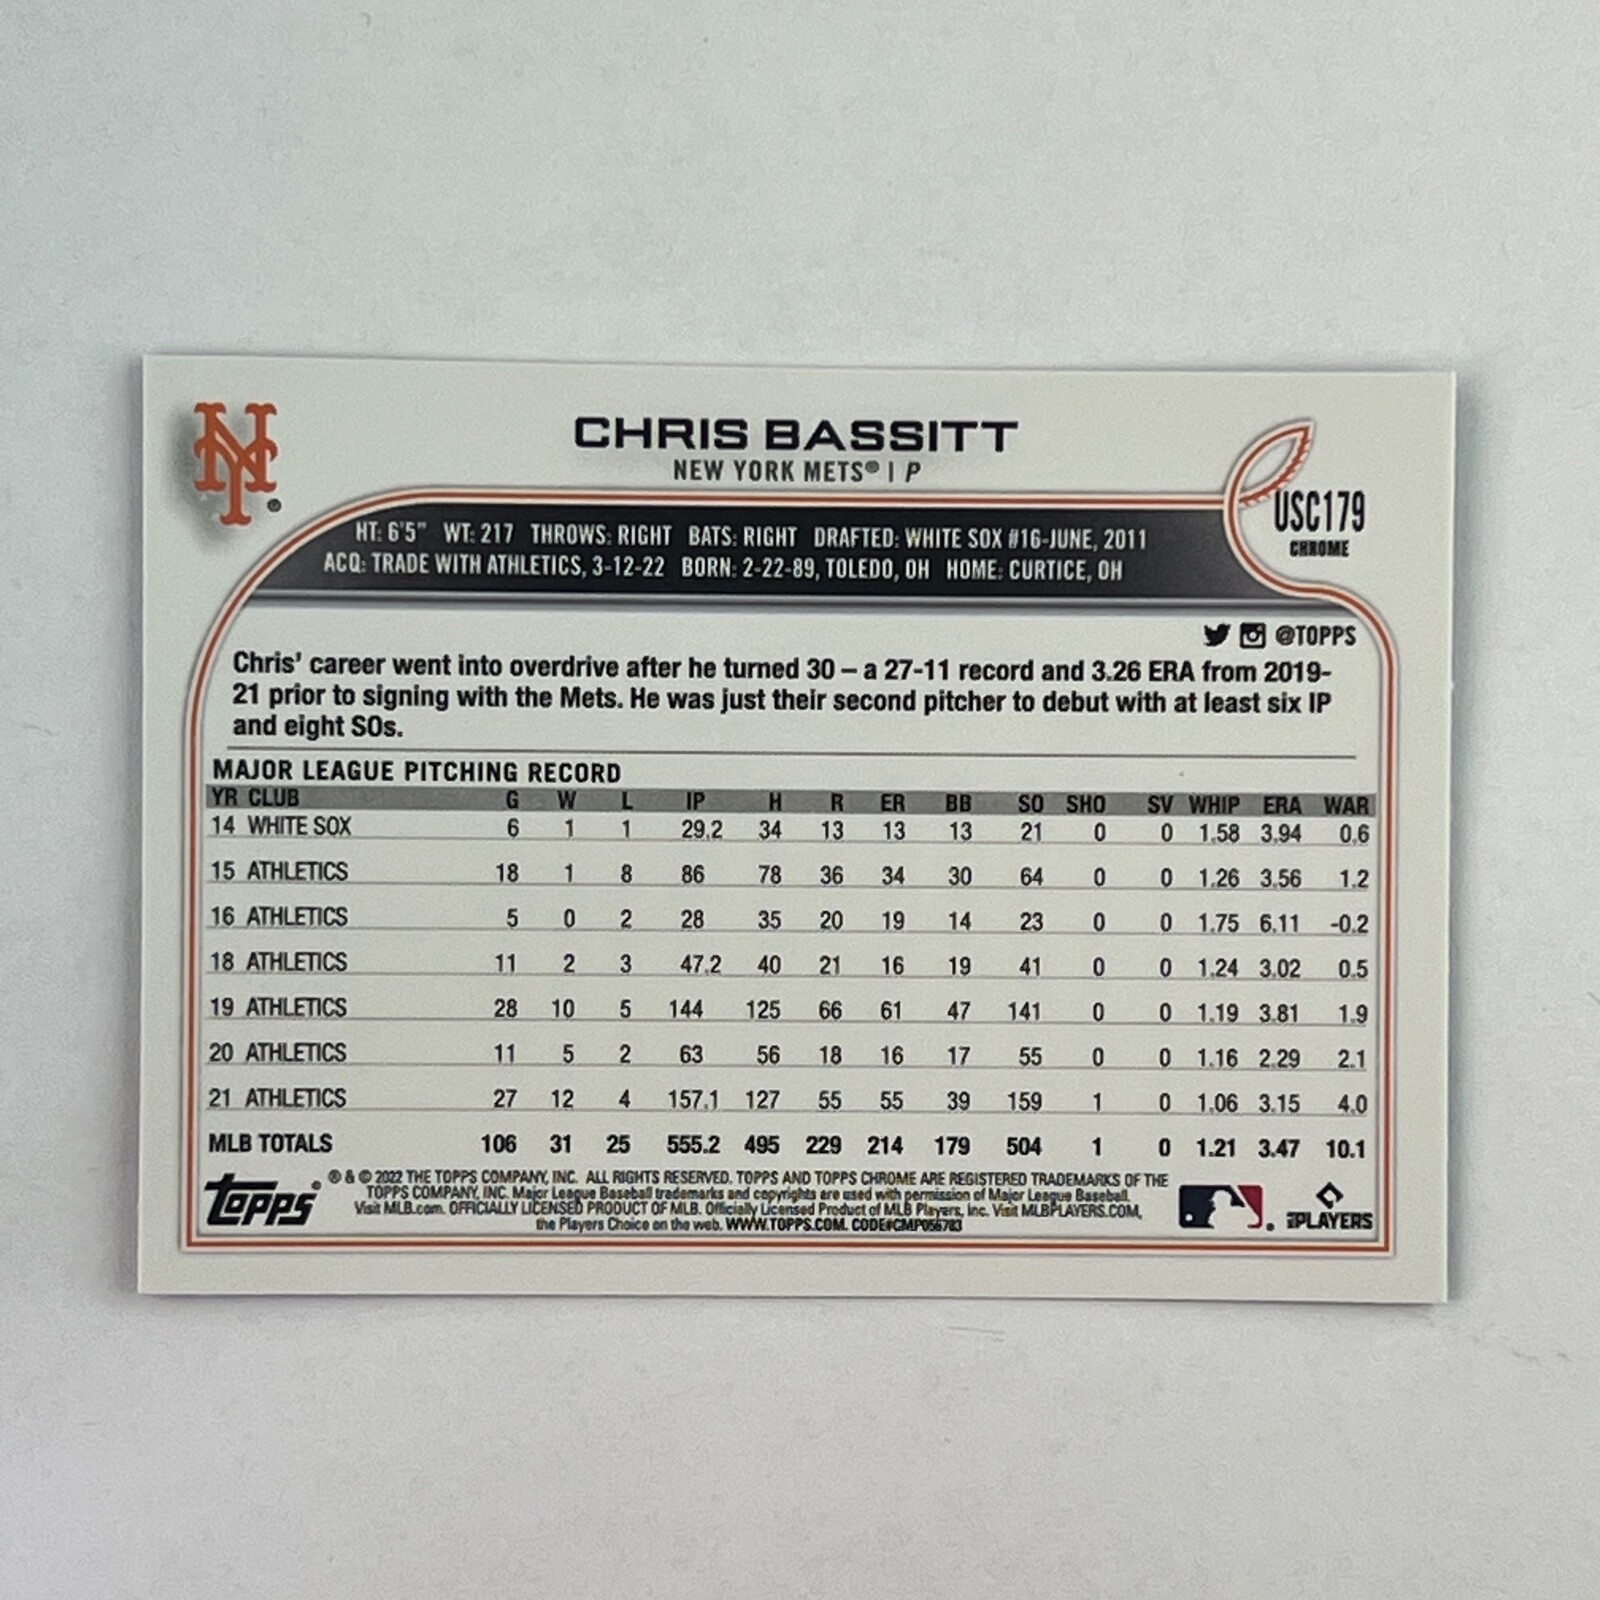 NY ®
CHRIS BASSITT
NEW YORK METS® | P
USC179
CHROME
HT: 6'5" WT: 217 THROWS: RIGHT BATS: RIGHT DRAFTED: WHITE SOX #16-JUNE, 2011
ACQ: TRADE WITH ATHLETICS, 3-12-22 BORN: 2-22-89, TOLEDO, OH HOME: CURTICE, OH
@TOPPS
Chris' career went into overdrive after he turned 30 – a 27-11 record and 3.26 ERA from 2019-
21 prior to signing with the Mets. He was just their second pitcher to debut with at least six IP
and eight SOs.
MAJOR LEAGUE PITCHING RECORD
YR CLUB G W L IP H R ER BB SO SHO SV WHIP ERA WAR
14 WHITE SOX 6 1 1 29.2 34 13 13 13 21 0 0 1.58 3.94 0.6
15 ATHLETICS 18 1 8 86 78 36 34 30 64 0 0 1.26 3.56 1.2
16 ATHLETICS 5 0 2 28 35 20 19 14 23 0 0 1.75 6.11 -0.2
18 ATHLETICS 11 2 3 47.2 40 21 16 19 41 0 0 1.24 3.02 0.5
19 ATHLETICS 28 10 5 144 125 66 61 47 141 0 0 1.19 3.81 1.9
20 ATHLETICS 11 5 2 63 56 18 16 17 55 0 0 1.16 2.29 2.1
21 ATHLETICS 27 12 4 157.1 127 55 55 39 159 1 0 1.06 3.15 4.0
MLB TOTALS 106 31 25 555.2 495 229 214 179 504 1 0 1.21 3.47 10.1
Topps®
® & © 2022 THE TOPPS COMPANY, INC. ALL RIGHTS RESERVED. TOPPS AND TOPPS CHROME ARE REGISTERED TRADEMARKS OF THE
TOPPS COMPANY, INC. Major League Baseball trademarks and copyrights are used with permission of Major League Baseball.
Visit MLB.com. OFFICIALLY LICENSED PRODUCT OF MLB. Officially Licensed Product of MLB Players, Inc. Visit MLBPLAYERS.COM,
the Players Choice on the web. WWW.TOPPS.COM. CODE#CMP056783
MLBPLAYERS